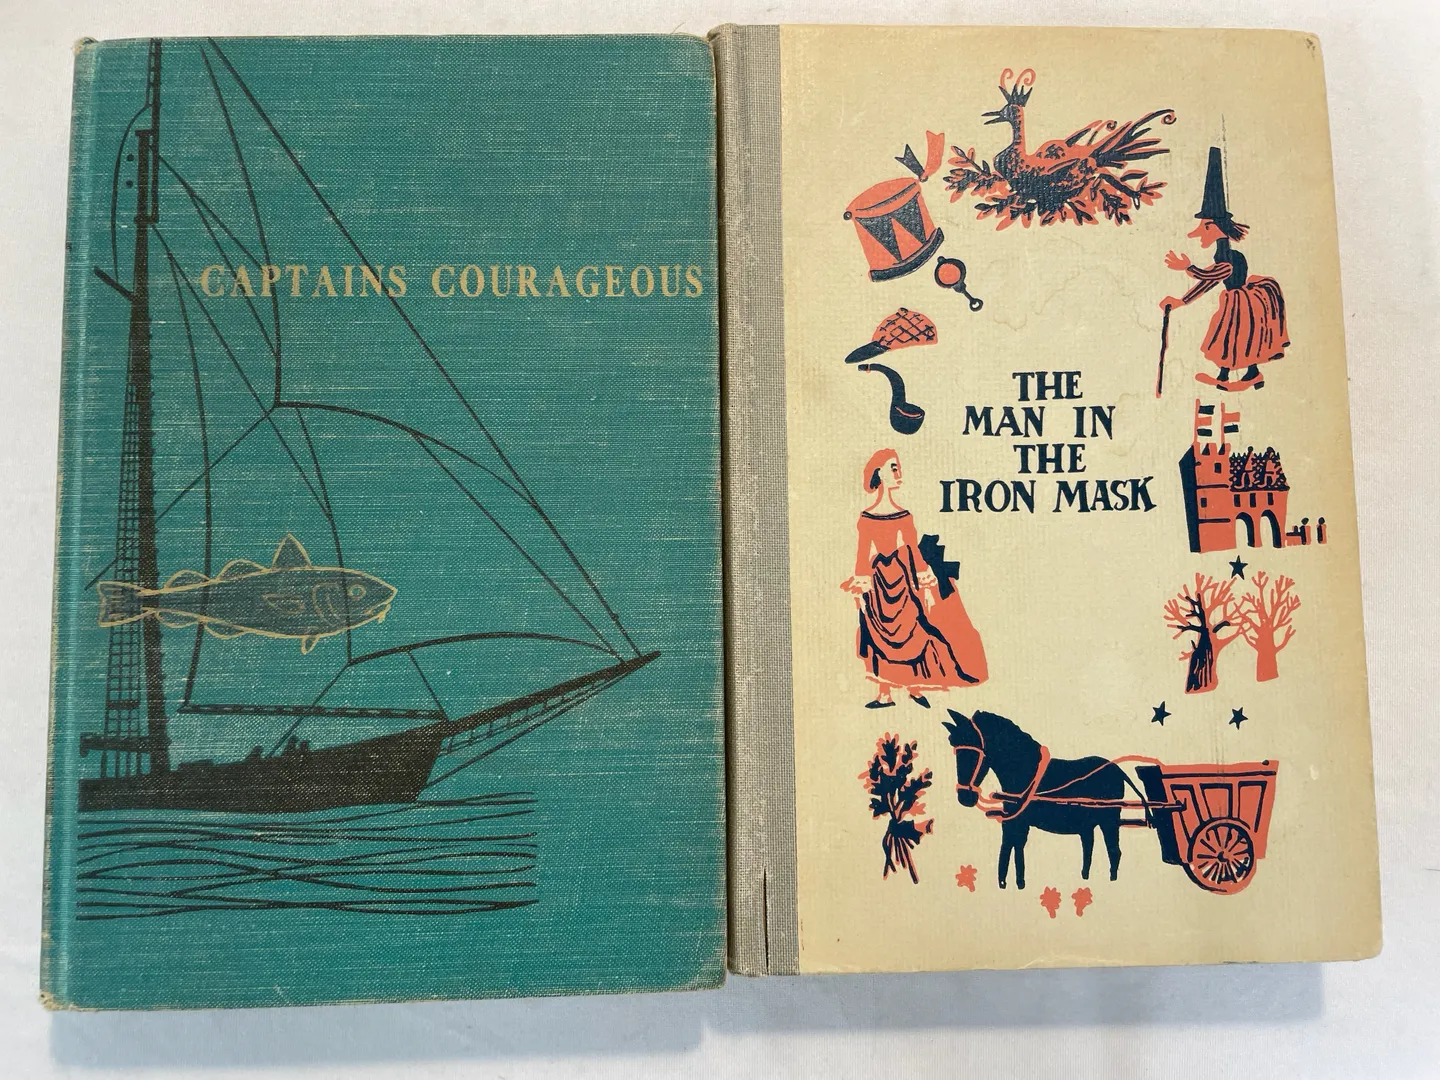 CAPTAINS COURAGEOUS
THE
MAN IN
THE
IRON MASK